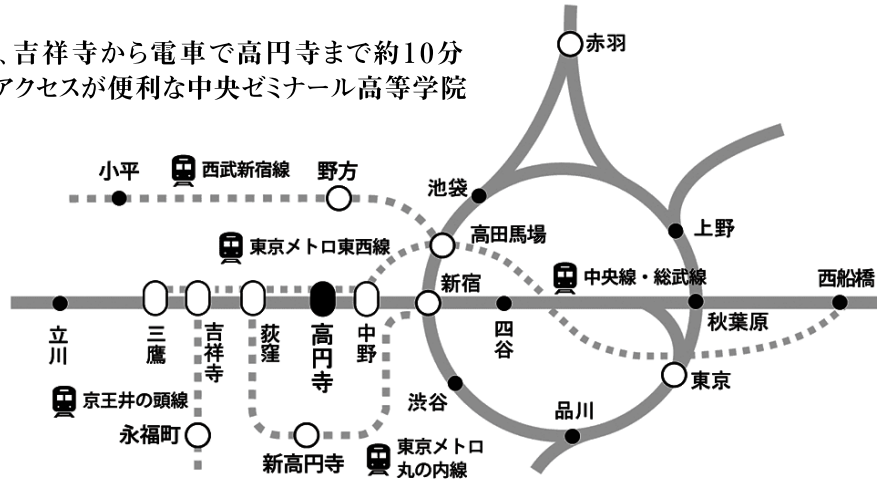 、吉祥寺から電車で高円寺まで約10分
アクセスが便利な中央ゼミナール高等学院
赤羽
小平
西武新宿線
野方
池袋
上野
高田馬場
東京メトロ東西線
新宿
中央線・総武線
西船橋
立川
三鷹
吉祥寺
荻窪
高円寺
中野
四谷
秋葉原
東京
京王井の頭線
渋谷
品川
永福町
新高円寺
東京メトロ
丸の内線